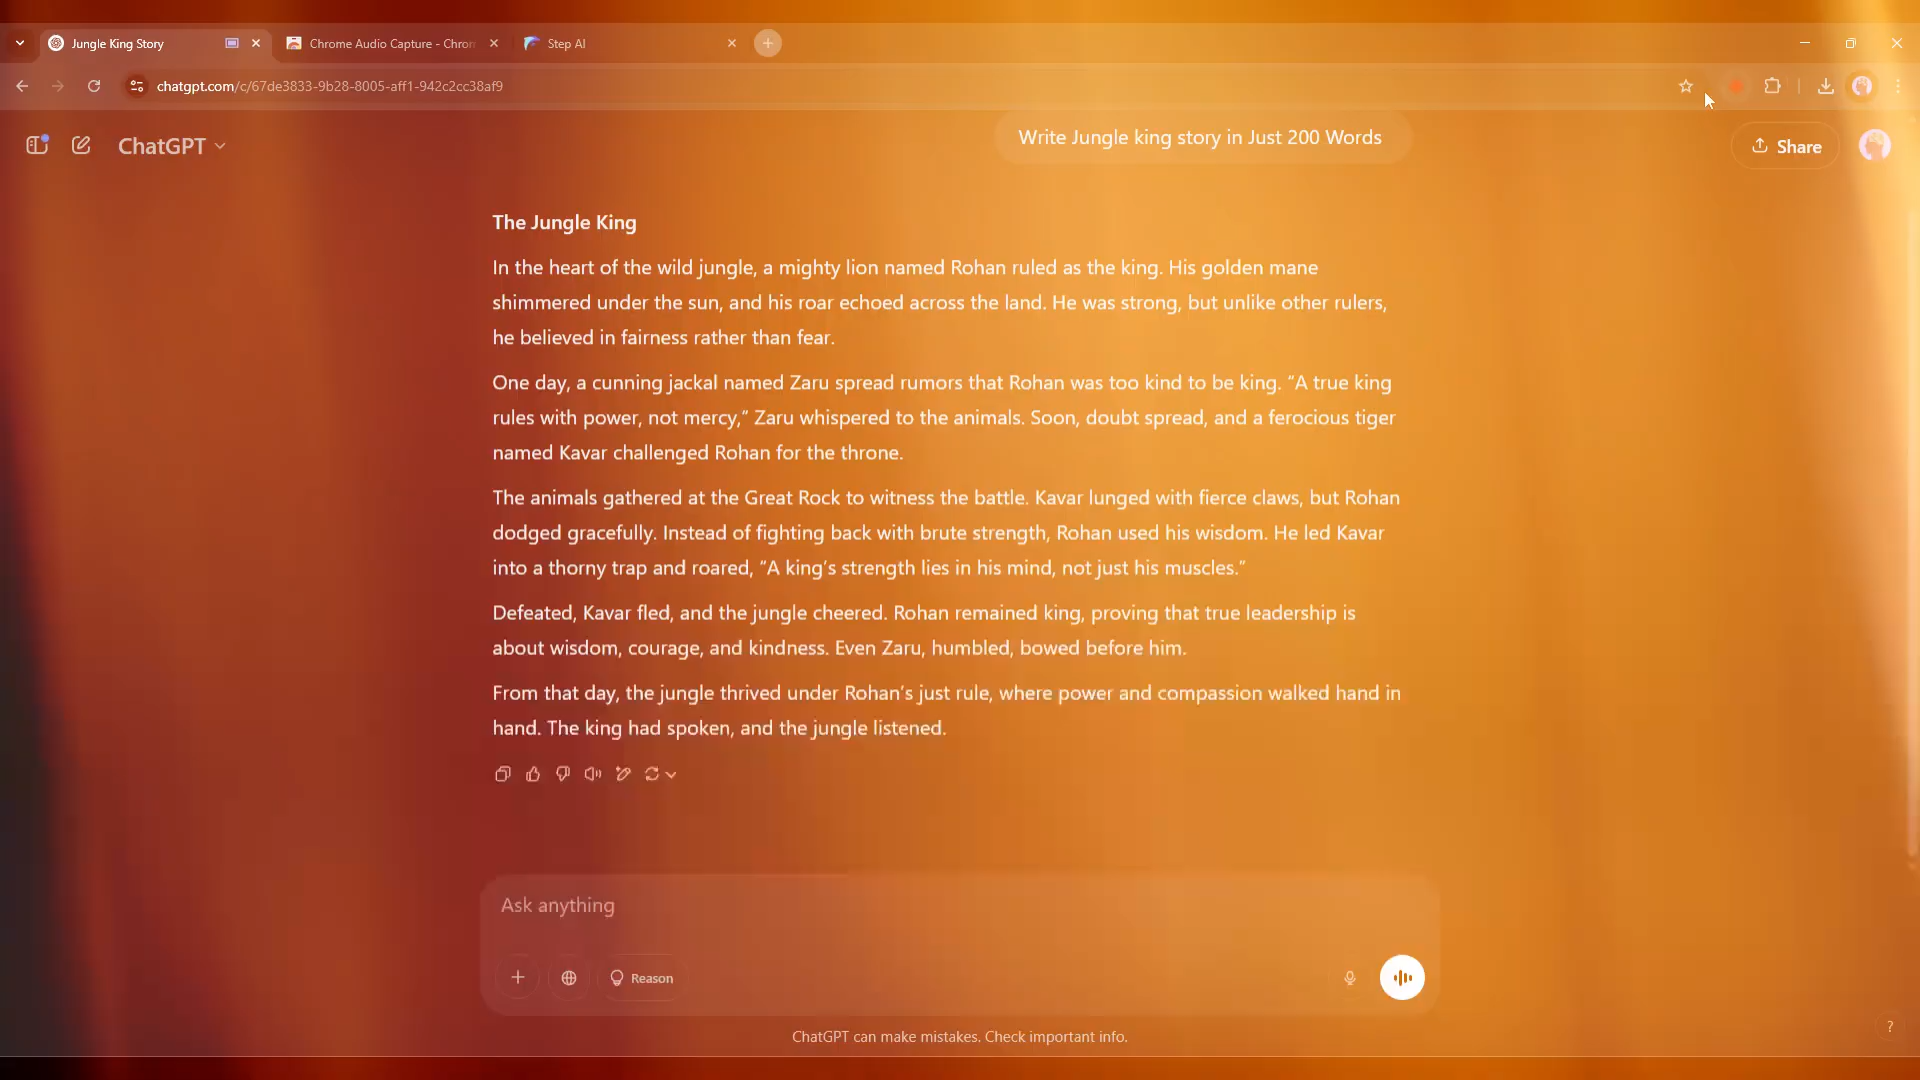 Jungle King Story
Chrome Audio Capture - Chrom
Step AI
chatgpt.com/c/67de3833-9b28-8005-aff1-942c2cc38af9
ChatGPT
Write Jungle king story in Just 200 Words
Share
The Jungle King
In the heart of the wild jungle, a mighty lion named Rohan ruled as the king. His golden mane
shimmered under the sun, and his roar echoed across the land. He was strong, but unlike other rulers,
he believed in fairness rather than fear.
One day, a cunning jackal named Zaru spread rumors that Rohan was too kind to be king. “A true king
rules with power, not mercy,” Zaru whispered to the animals. Soon, doubt spread, and a ferocious tiger
named Kavar challenged Rohan for the throne.
The animals gathered at the Great Rock to witness the battle. Kavar lunged with fierce claws, but Rohan
dodged gracefully. Instead of fighting back with brute strength, Rohan used his wisdom. He led Kavar
into a thorny trap and roared, “A king’s strength lies in his mind, not just his muscles.”
Defeated, Kavar fled, and the jungle cheered. Rohan remained king, proving that true leadership is
about wisdom, courage, and kindness. Even Zaru, humbled, bowed before him.
From that day, the jungle thrived under Rohan’s just rule, where power and compassion walked hand in
hand. The king had spoken, and the jungle listened.
Ask anything
Reason
ChatGPT can make mistakes. Check important info.
?